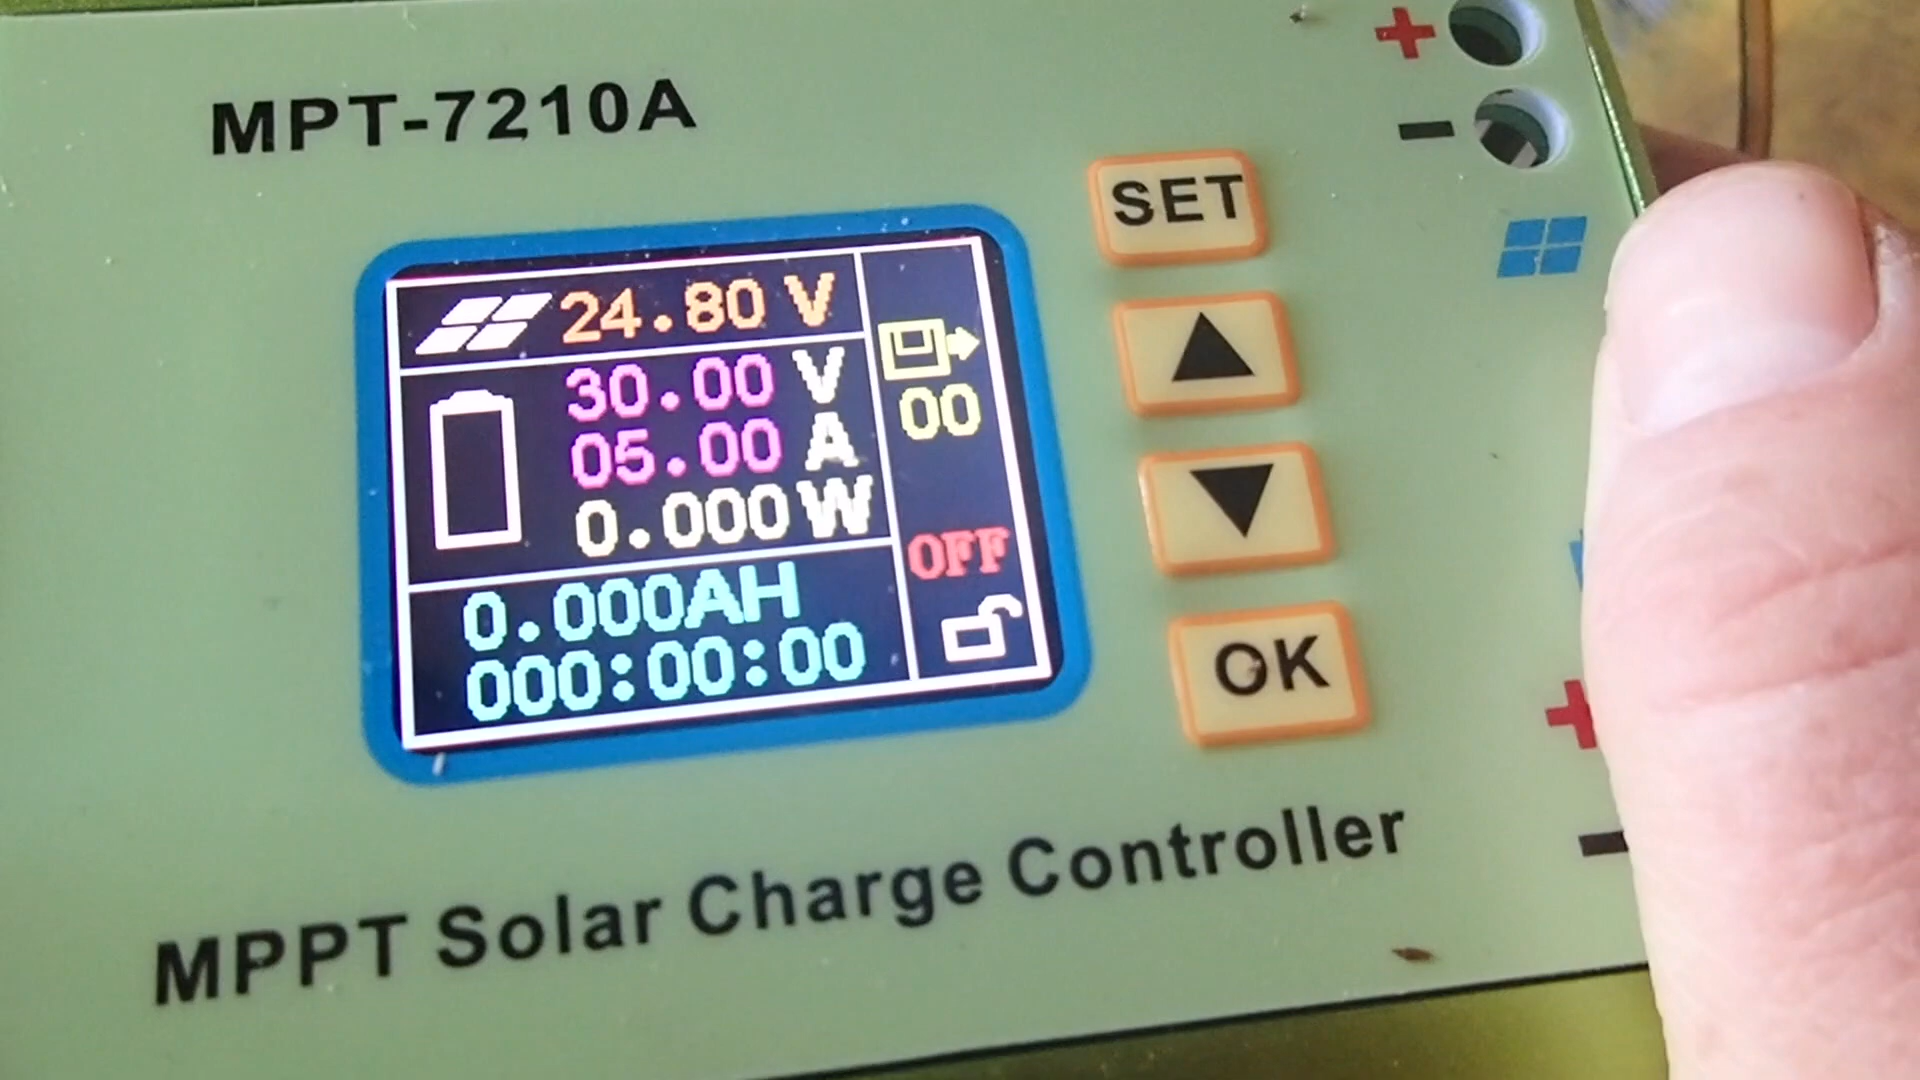 MPT-7210A
24.80 V
30.00 V
05.00 A
0.000 W
0.000AH
000:00:00
00
OFF
SET
OK
+
-
+
-
MPPT Solar Charge Controller